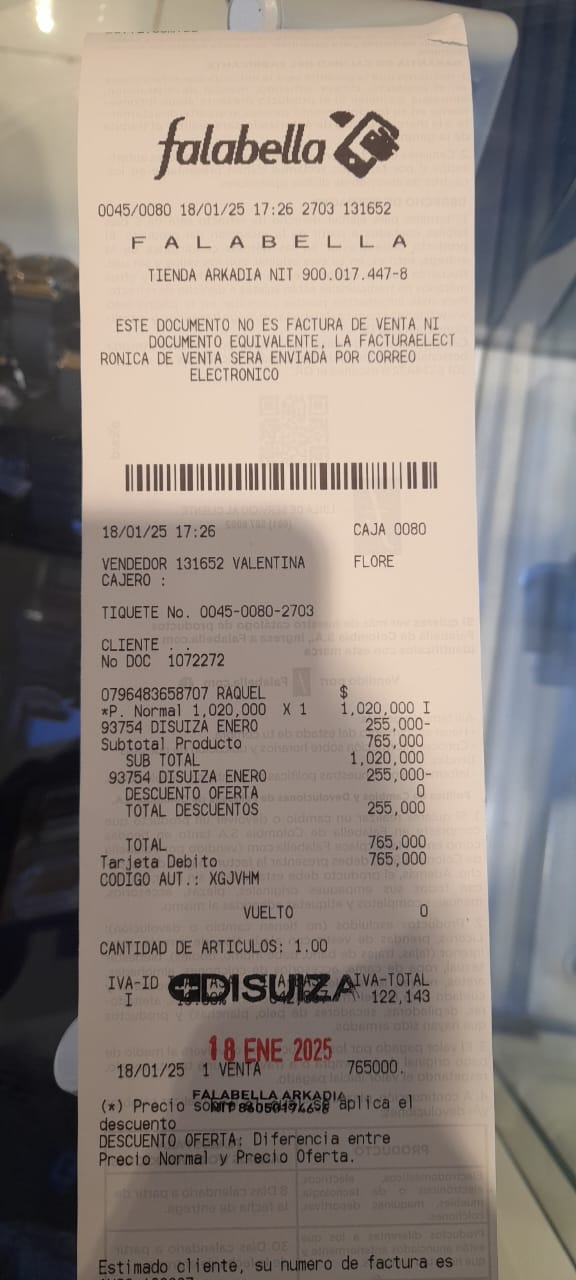 falabella
0045/0080 18/01/25 17:26 2703 131652
F A L A B E L L A
TIENDA ARKADIA NIT 900.017.447-8
ESTE DOCUMENTO NO ES FACTURA DE VENTA NI
DOCUMENTO EQUIVALENTE, LA FACTURAELECT
RONICA DE VENTA SERA ENVIADA POR CORREO
ELECTRONICO
18/01/25 17:26 CAJA 0080
VENDEDOR 131652 VALENTINA FLORE
CAJERO :
TIQUETE No. 0045-0080-2703
CLIENTE . .
No DOC 1072272
0796483658707 RAQUEL $
*P. Normal 1,020,000 X 1 1,020,000 I
93754 DISUIZA ENERO 255,000-
Subtotal Producto 765,000
SUB TOTAL 1,020,000
93754 DISUIZA ENERO 255,000-
DESCUENTO OFERTA 0
TOTAL DESCUENTOS 255,000
TOTAL 765,000
Tarjeta Debito 765,000
CODIGO AUT.: XGJVHM
VUELTO 0
CANTIDAD DE ARTICULOS: 1.00
IVA-ID IVA-TOTAL
DISUIZA
I 122,143
18 ENE 2025
18/01/25 1 VENTA 765000.
FALABELLA ARKADIA
(*) Precio sobre el aplica el
NIT 860501746-8
descuento
DESCUENTO OFERTA: Diferencia entre
Precio Normal y Precio Oferta.
Estimado cliente, su numero de factura es